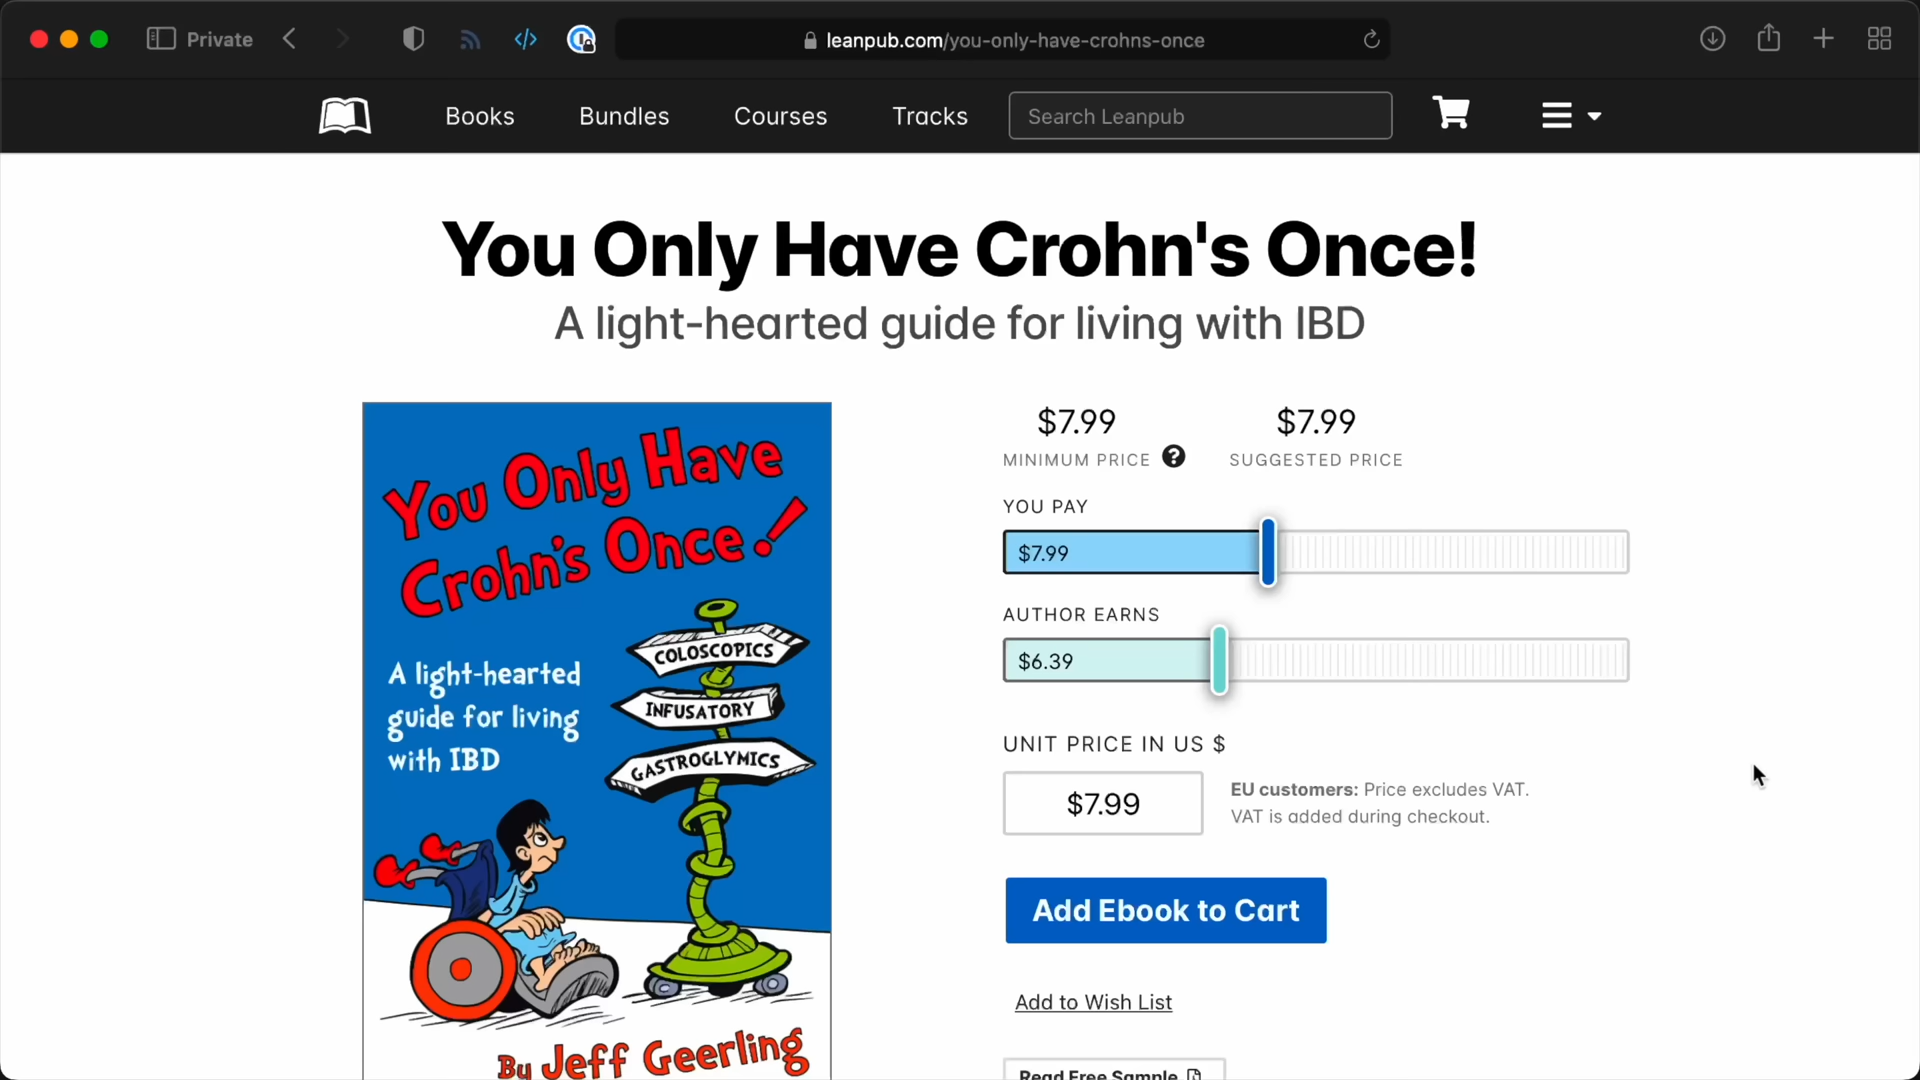 Private
leanpub.com/you-only-have-crohns-once
Books
Bundles
Courses
Tracks
Search Leanpub
You Only Have Crohn's Once!
A light-hearted guide for living with IBD
You Only Have
Crohn's Once!
A light-hearted
guide for living
with IBD
COLOSCOPICS
INFUSATORY
GASTROGLYMICS
By Jeff Geerling
$7.99
MINIMUM PRICE ?
$7.99
SUGGESTED PRICE
YOU PAY
$7.99
AUTHOR EARNS
$6.39
UNIT PRICE IN US $
$7.99
EU customers: Price excludes VAT.
VAT is added during checkout.
Add Ebook to Cart
Add to Wish List
Read Free Sample